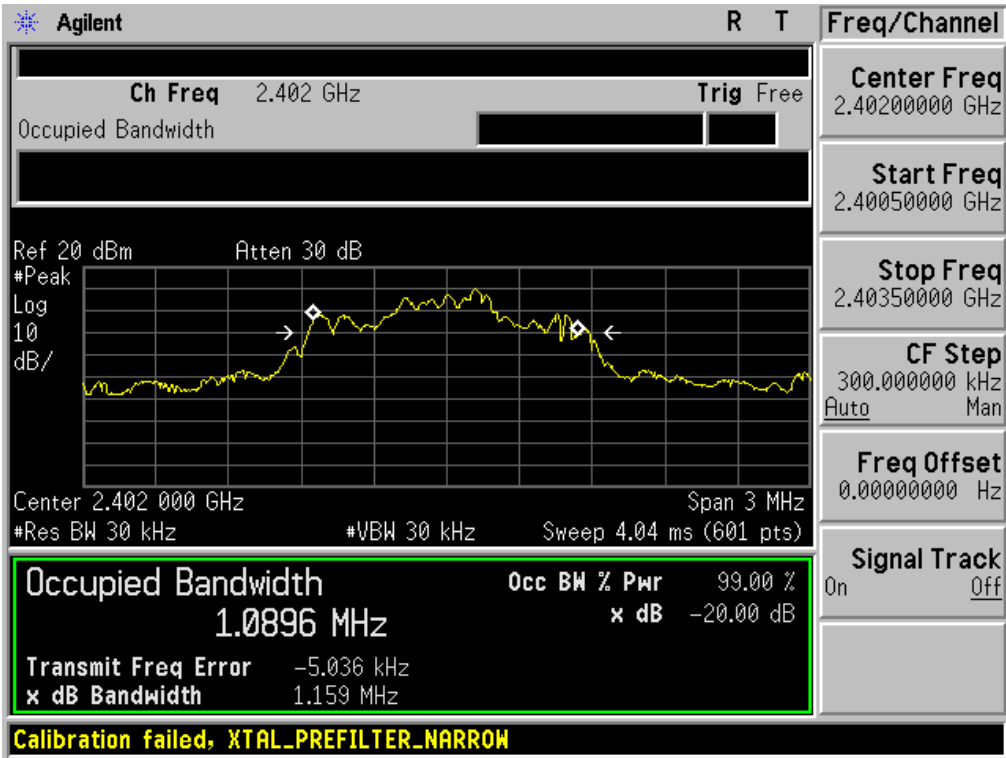 Agilent R T
Freq/Channel
Ch Freq 2.402 GHz Trig Free
Occupied Bandwidth
Ref 20 dBm Atten 30 dB
#Peak
Log
10
dB/
Center 2.402 000 GHz Span 3 MHz
#Res BW 30 kHz #VBW 30 kHz Sweep 4.04 ms (601 pts)
Occupied Bandwidth
1.0896 MHz
Occ BW % Pwr 99.00 %
x dB -20.00 dB
Transmit Freq Error -5.036 kHz
x dB Bandwidth 1.159 MHz
Calibration failed, XTAL_PREFILTER_NARROW
Center Freq
2.40200000 GHz
Start Freq
2.40050000 GHz
Stop Freq
2.40350000 GHz
CF Step
300.000000 kHz
Auto Man
Freq Offset
0.00000000 Hz
Signal Track
On Off